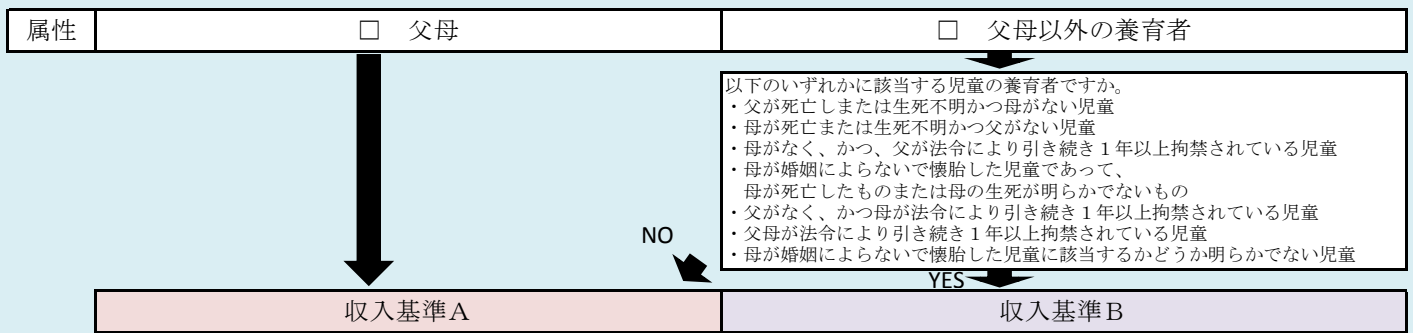 属性
□　父母
□　父母以外の養育者
以下のいずれかに該当する児童の養育者ですか。
・父が死亡しまたは生死不明かつ母がない児童
・母が死亡または生死不明かつ父がない児童
・母がなく、かつ、父が法令により引き続き１年以上拘禁されている児童
・母が婚姻によらないで懐胎した児童であって、
母が死亡したものまたは母の生死が明らかでないもの
・父がなく、かつ母が法令により引き続き１年以上拘禁されている児童
・父母が法令により引き続き１年以上拘禁されている児童
・母が婚姻によらないで懐胎した児童に該当するかどうか明らかでない児童
NO
YES
収入基準Ａ
収入基準Ｂ